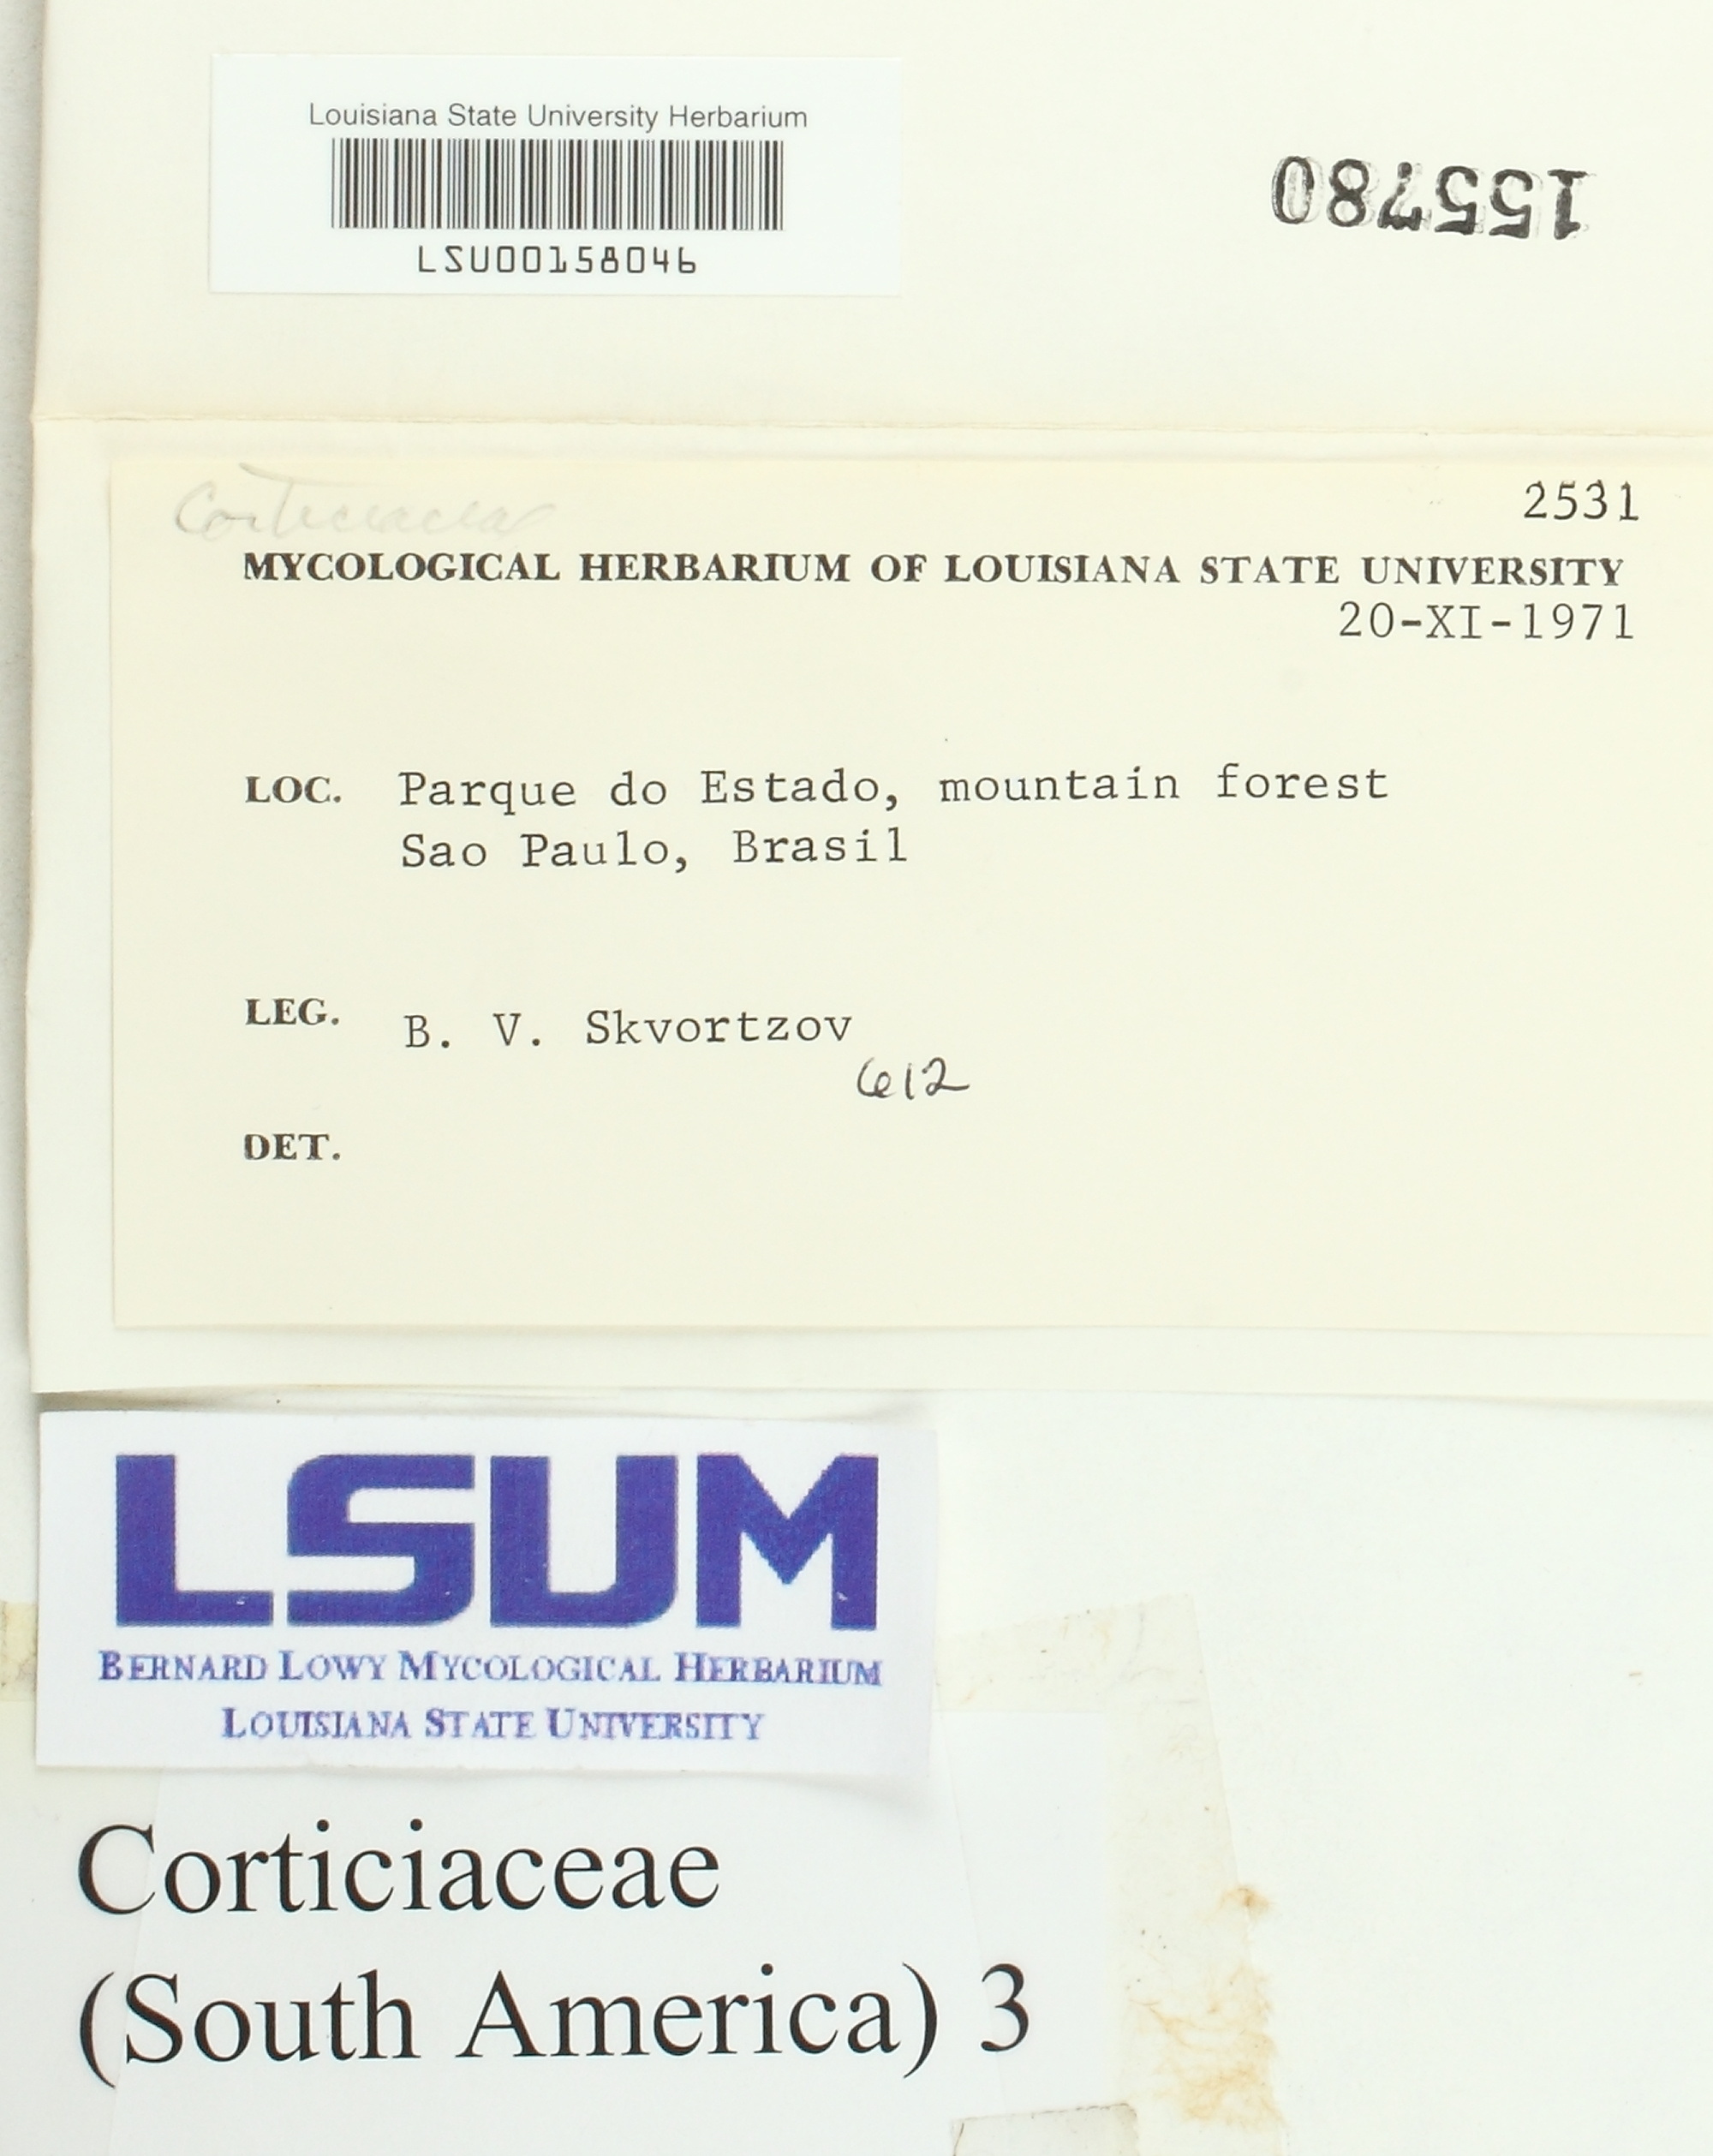 Louisiana State University Herbarium
LSU00158046
155780
Corticiaceae
2531
MYCOLOGICAL HERBARIUM OF LOUISIANA STATE UNIVERSITY
20-XI-1971
LOC. Parque do Estado, mountain forest
Sao Paulo, Brasil
LEG. B. V. Skvortzov
612
DET.
LSUM
BERNARD LOWY MYCOLOGICAL HERBARIUM
LOUISIANA STATE UNIVERSITY
Corticiaceae
(South America) 3